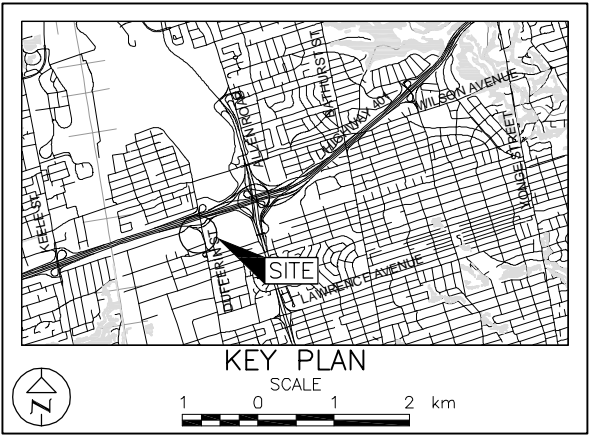 BATHURST ST.
WILSON AVENUE
ALLEN ROAD
HIGHWAY 401
YONGE STREET
KEELE ST.
DUFFERIN ST.
SITE
LAWRENCE AVENUE
KEY PLAN
SCALE
1 0 1 2 km
N